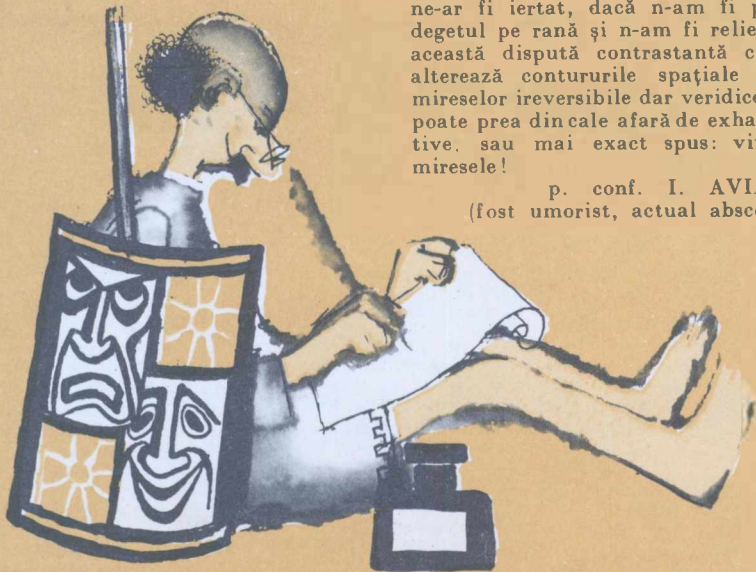 ne-ar fi iertat, dacă n-am fi p
degetul pe rană și n-am fi relie
această dispută contrastantă c
alterează contururile spațiale
mireselor ireversibile dar veridice
poate prea din cale afară de exha
tive, sau mai exact spus: vi
miresele!
p. conf. I. AVI
(fost umorist, actual absc